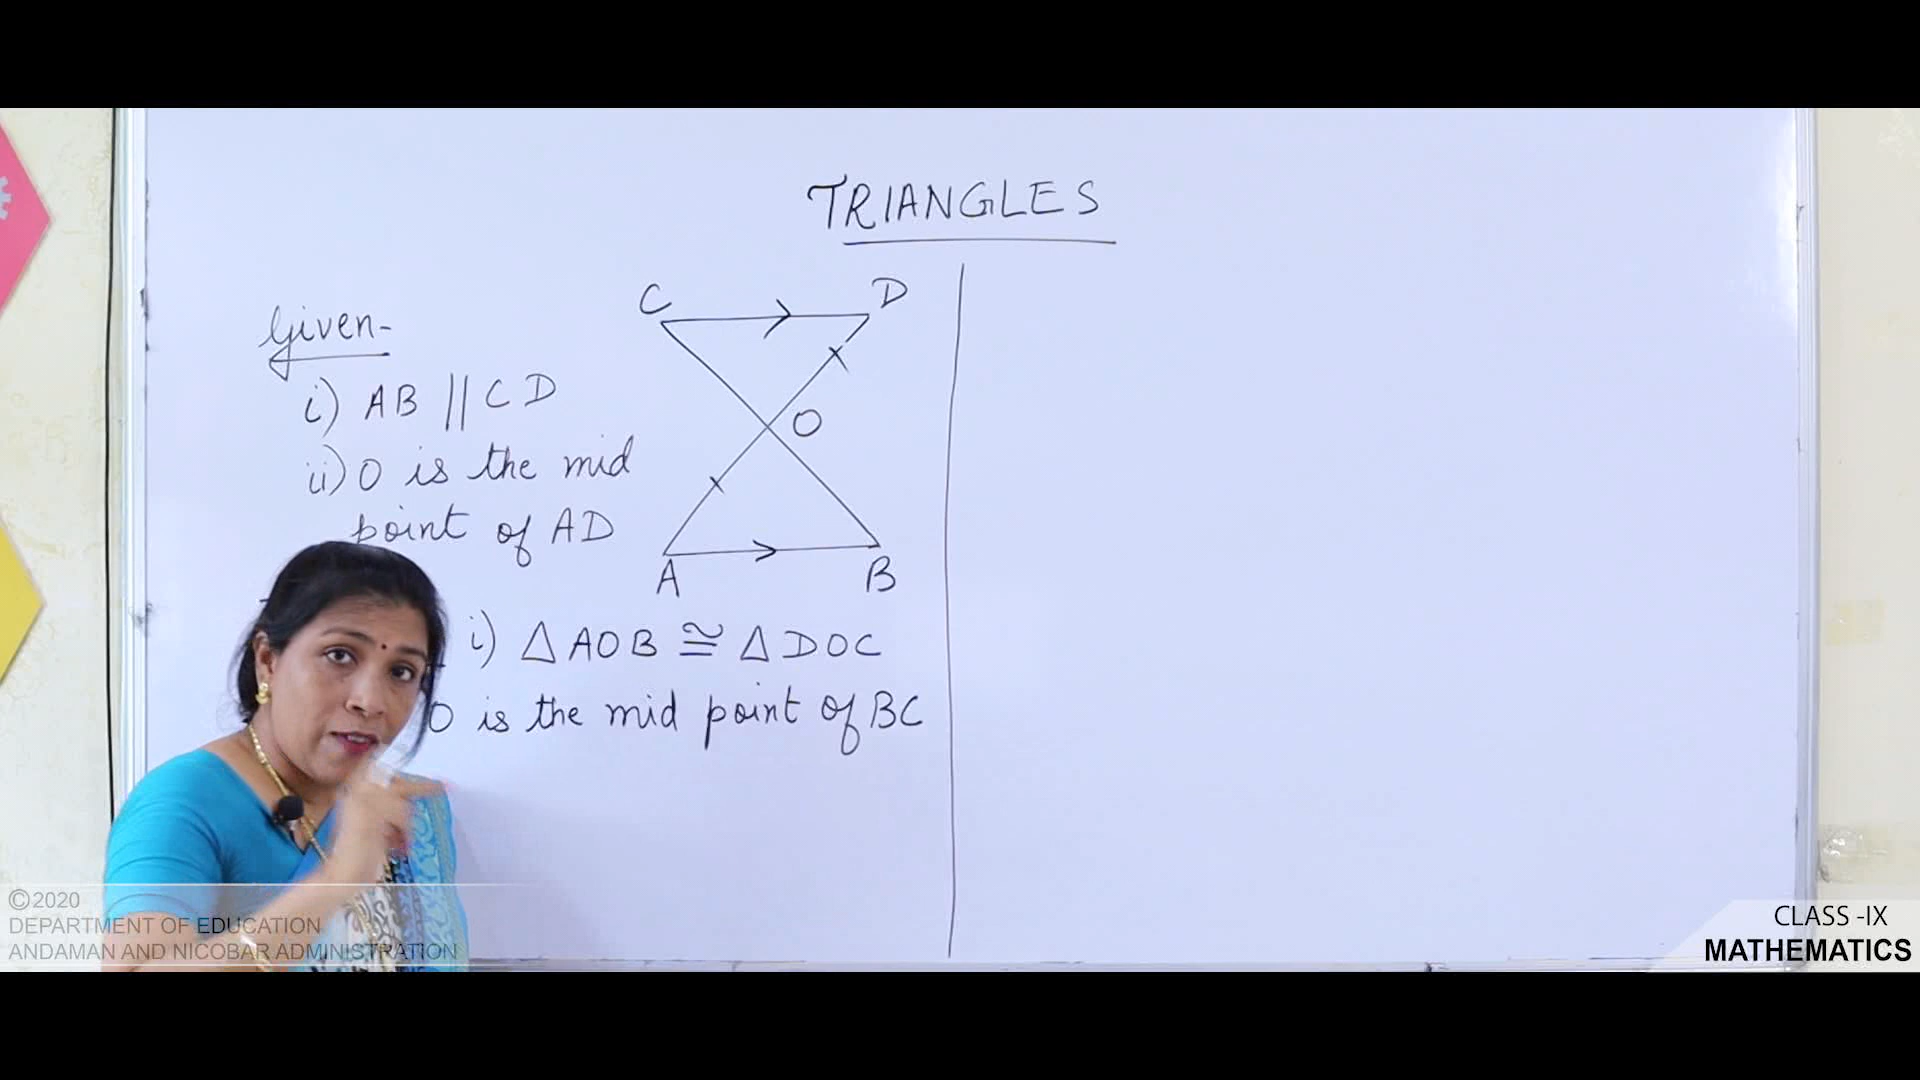 TRIANGLES
Given-
i) AB || CD
ii) O is the mid
point of AD
C
D
O
A
B
i) △AOB ≅ △DOC
O is the mid point of BC
©2020
DEPARTMENT OF EDUCATION
ANDAMAN AND NICOBAR ADMINISTRATION
CLASS -IX
MATHEMATICS